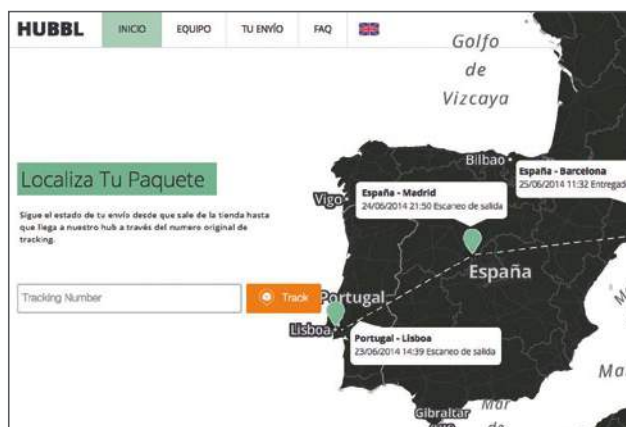 HUBBL
INICIO
EQUIPO
TU ENVÍO
FAQ
Golfo
de
Vizcaya
Bilbao
España - Barcelona
25/06/2014 11:32 Entregado
Localiza Tu Paquete
España - Madrid
24/06/2014 21:50 Escaneo de salida
Vigo
Sigue el estado de tu envío desde que sale de la tienda hasta
que llega a nuestro hub a través del numero original de
tracking.
España
Tracking Number
Track
Portugal
Lisboa
Portugal - Lisboa
23/06/2014 14:39 Escaneo de salida
Ma
Gibraltar
Mar
de